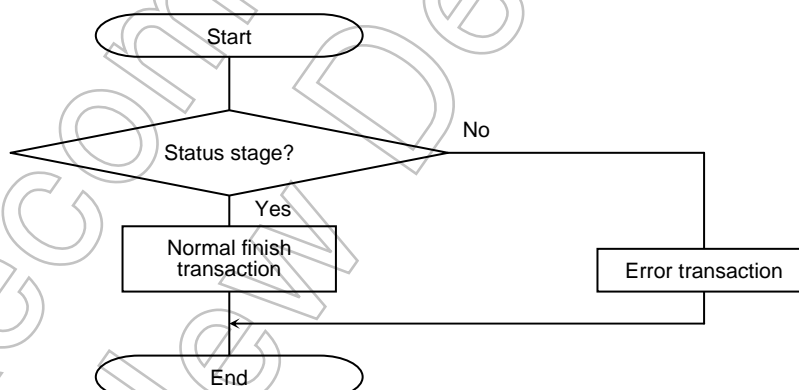 Start
Status stage?
No
Yes
Normal finish
transaction
Error transaction
End